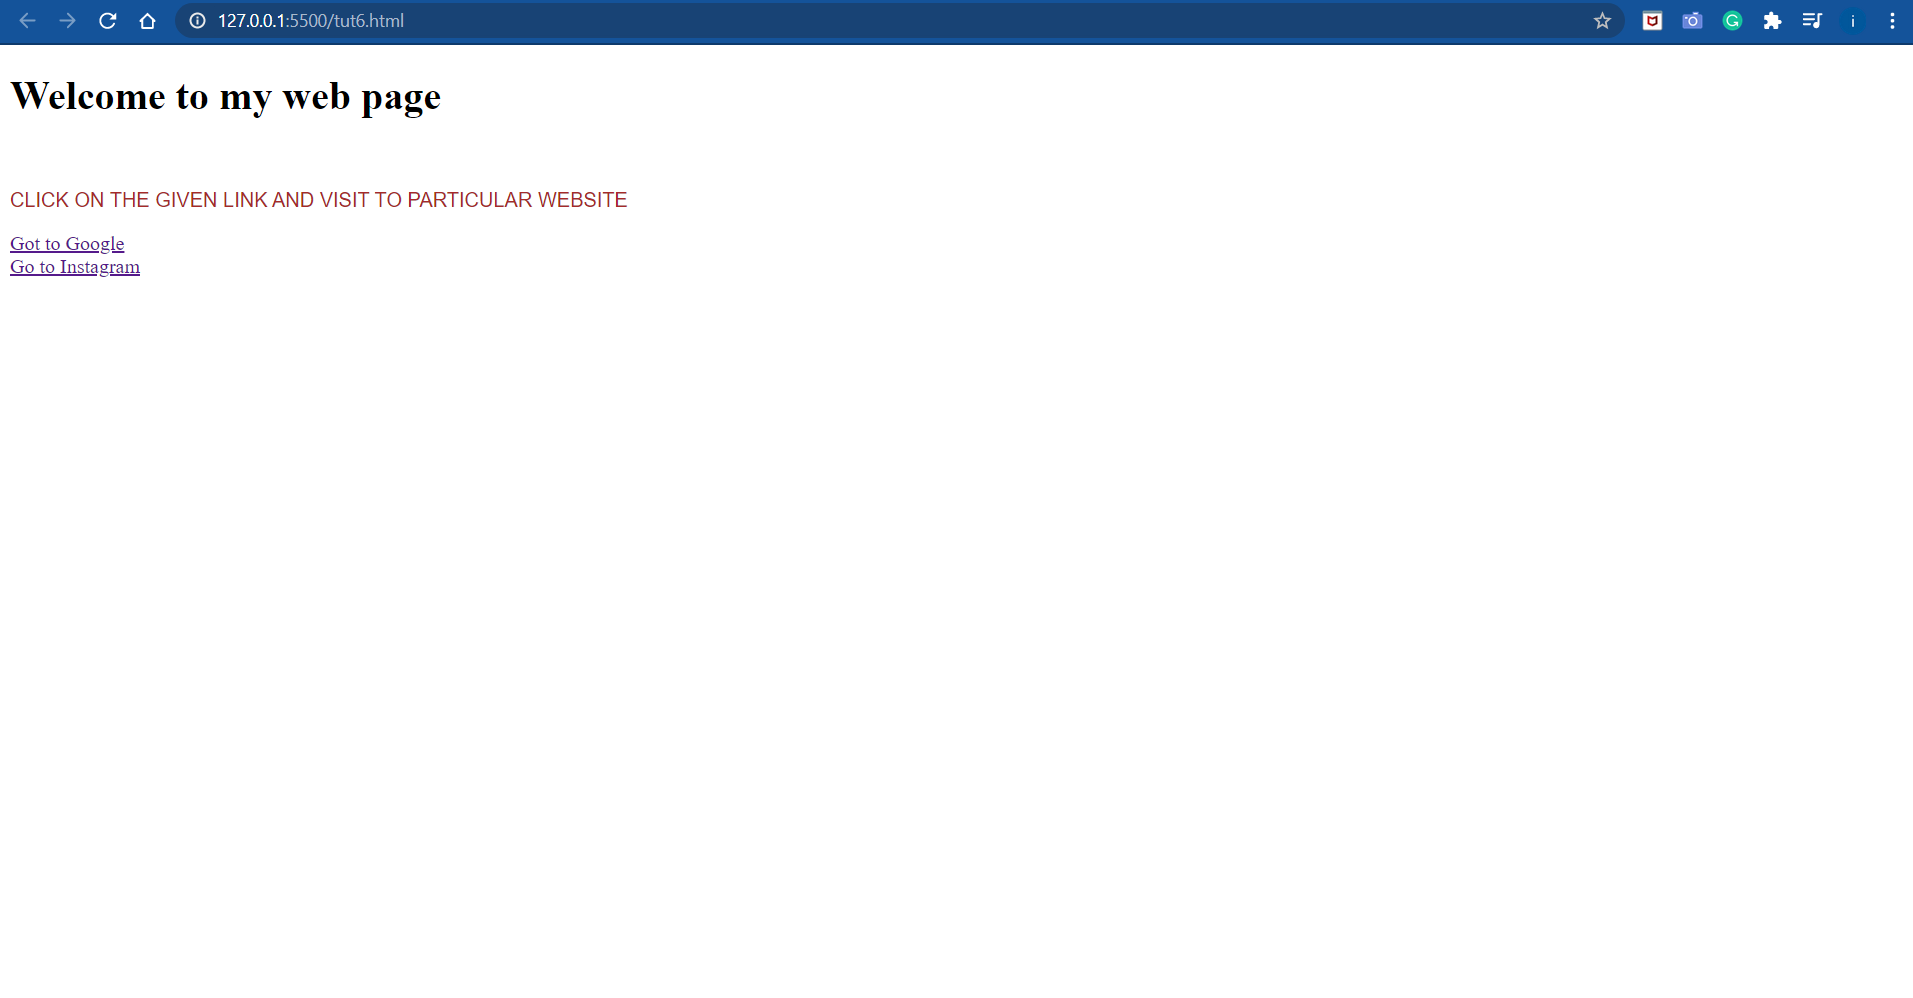 127.0.0.1:5500/tut6.html
i
Welcome to my web page
CLICK ON THE GIVEN LINK AND VISIT TO PARTICULAR WEBSITE
Got to Google
Go to Instagram